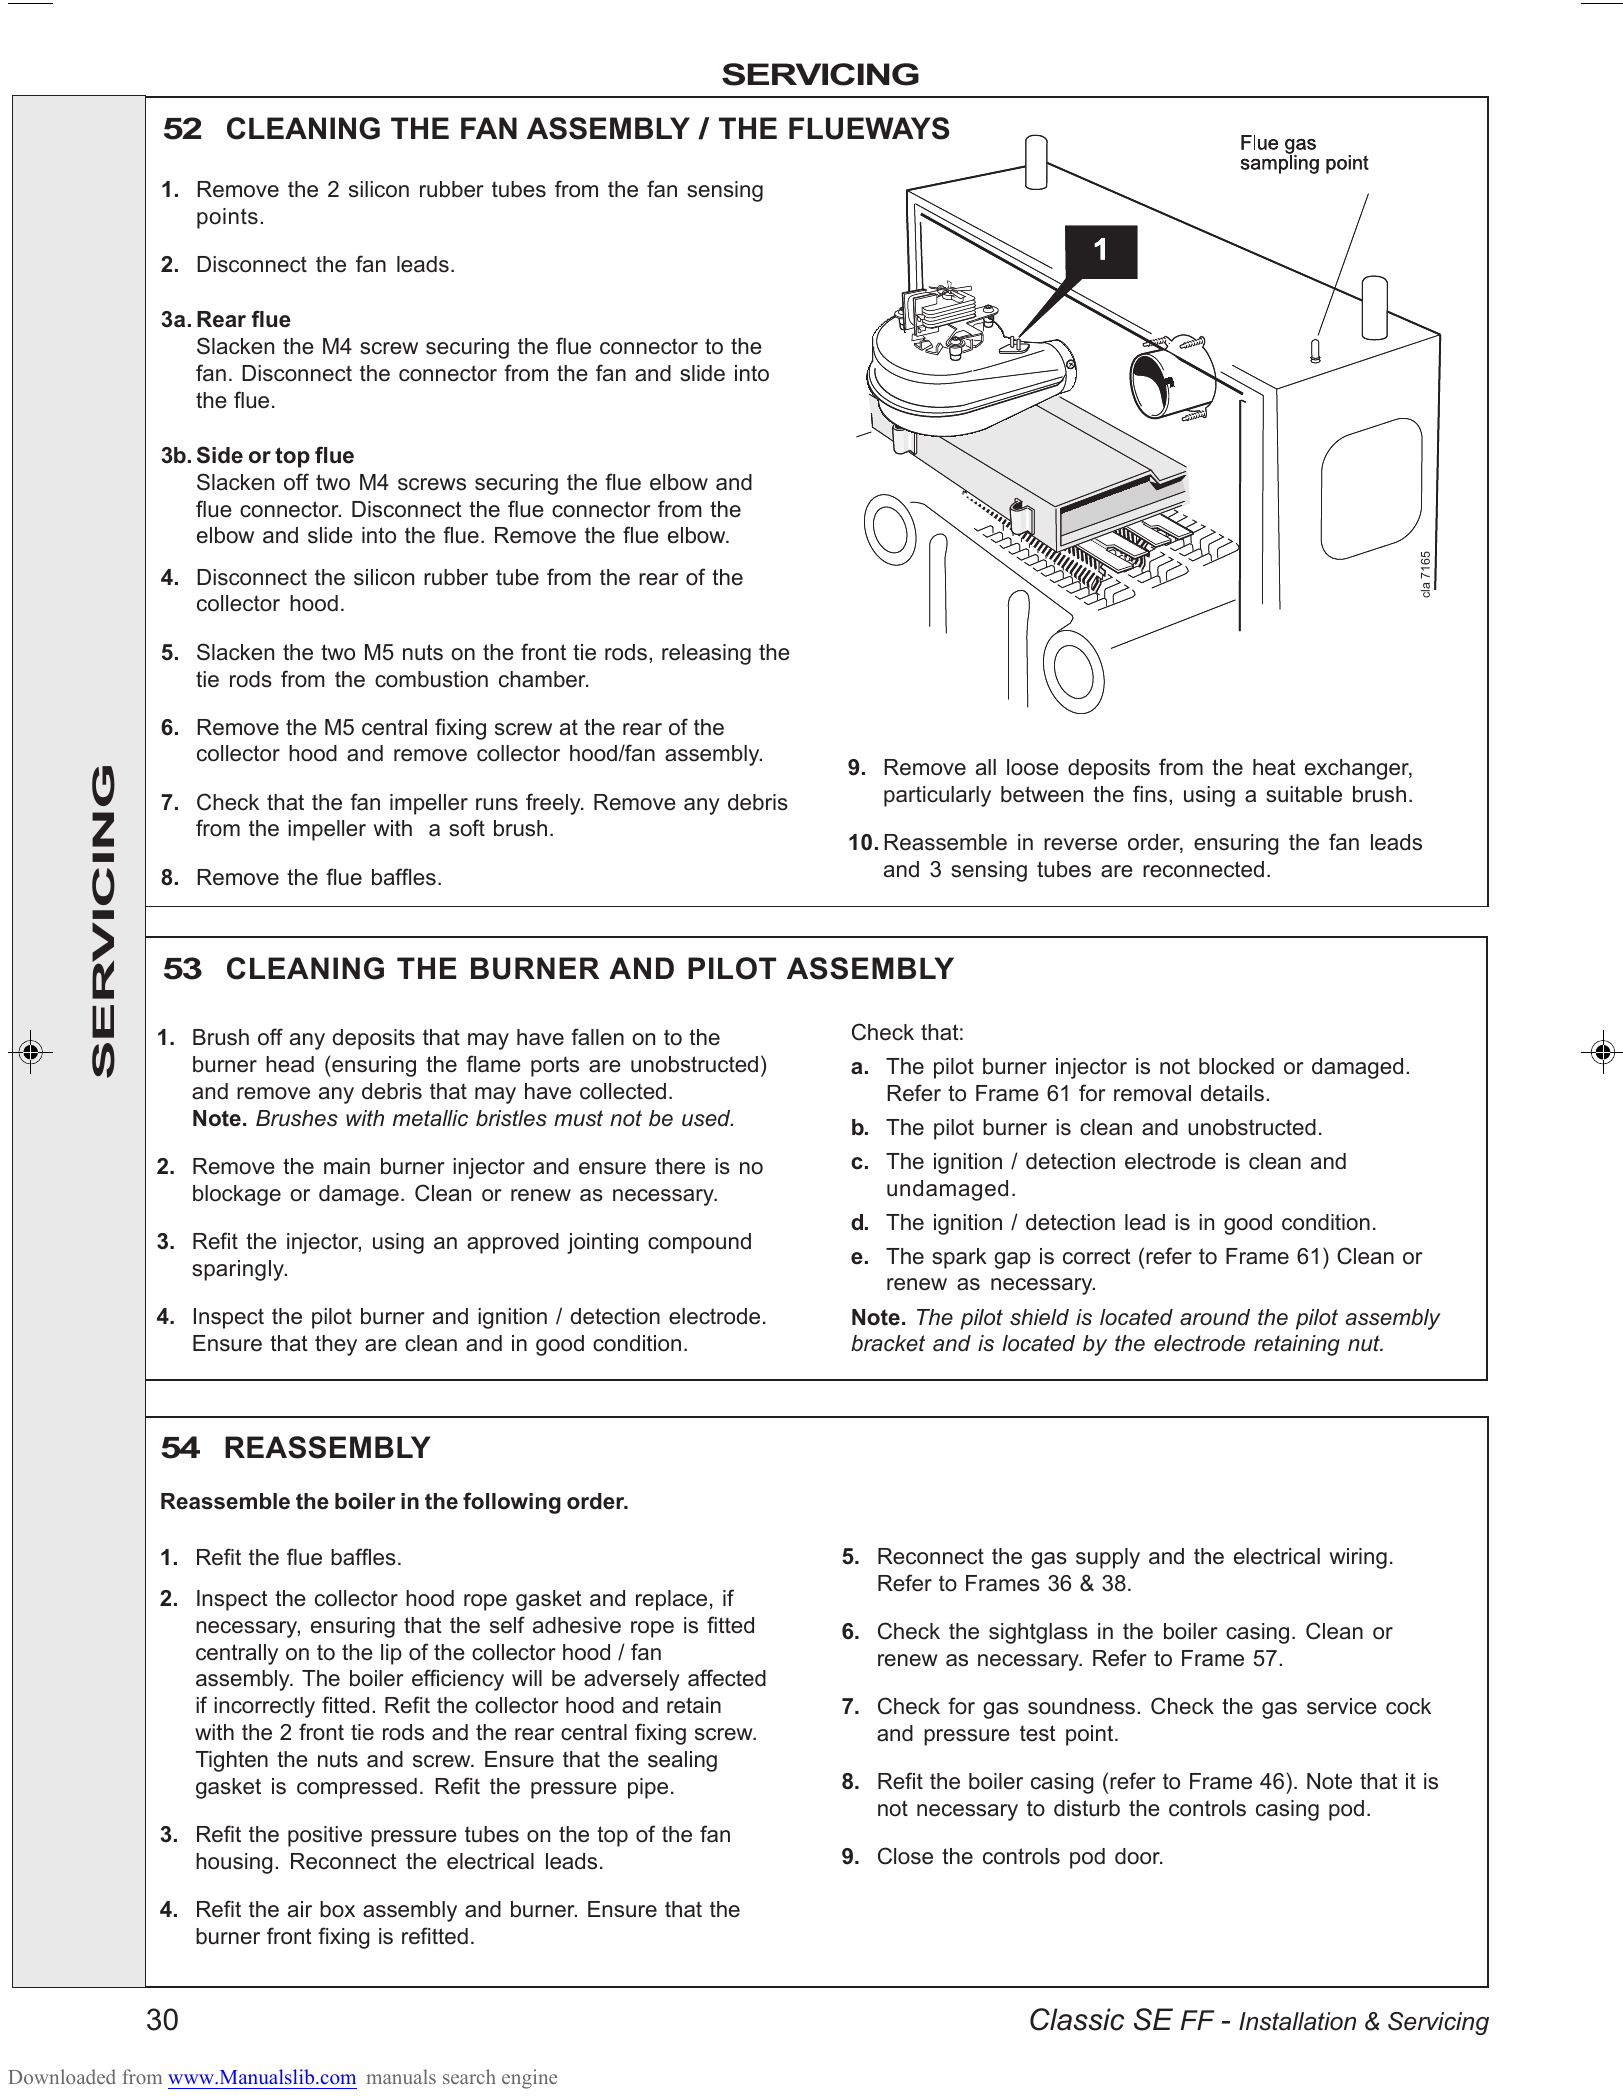 SERVICING
SERVICING
52 CLEANING THE FAN ASSEMBLY / THE FLUEWAYS
1. Remove the 2 silicon rubber tubes from the fan sensing
points.
2. Disconnect the fan leads.
3a. Rear flue
Slacken the M4 screw securing the flue connector to the
fan. Disconnect the connector from the fan and slide into
the flue.
3b. Side or top flue
Slacken off two M4 screws securing the flue elbow and
flue connector. Disconnect the flue connector from the
elbow and slide into the flue. Remove the flue elbow.
4. Disconnect the silicon rubber tube from the rear of the
collector hood.
5. Slacken the two M5 nuts on the front tie rods, releasing the
tie rods from the combustion chamber.
6. Remove the M5 central fixing screw at the rear of the
collector hood and remove collector hood/fan assembly.
7. Check that the fan impeller runs freely. Remove any debris
from the impeller with a soft brush.
8. Remove the flue baffles.
Flue gas
sampling point
1
cla 7165
9. Remove all loose deposits from the heat exchanger,
particularly between the fins, using a suitable brush.
10. Reassemble in reverse order, ensuring the fan leads
and 3 sensing tubes are reconnected.
53 CLEANING THE BURNER AND PILOT ASSEMBLY
1. Brush off any deposits that may have fallen on to the
burner head (ensuring the flame ports are unobstructed)
and remove any debris that may have collected.
Note. Brushes with metallic bristles must not be used.
2. Remove the main burner injector and ensure there is no
blockage or damage. Clean or renew as necessary.
3. Refit the injector, using an approved jointing compound
sparingly.
4. Inspect the pilot burner and ignition / detection electrode.
Ensure that they are clean and in good condition.
Check that:
a. The pilot burner injector is not blocked or damaged.
Refer to Frame 61 for removal details.
b. The pilot burner is clean and unobstructed.
c. The ignition / detection electrode is clean and
undamaged.
d. The ignition / detection lead is in good condition.
e. The spark gap is correct (refer to Frame 61) Clean or
renew as necessary.
Note. The pilot shield is located around the pilot assembly
bracket and is located by the electrode retaining nut.
54 REASSEMBLY
Reassemble the boiler in the following order.
1. Refit the flue baffles.
2. Inspect the collector hood rope gasket and replace, if
necessary, ensuring that the self adhesive rope is fitted
centrally on to the lip of the collector hood / fan
assembly. The boiler efficiency will be adversely affected
if incorrectly fitted. Refit the collector hood and retain
with the 2 front tie rods and the rear central fixing screw.
Tighten the nuts and screw. Ensure that the sealing
gasket is compressed. Refit the pressure pipe.
3. Refit the positive pressure tubes on the top of the fan
housing. Reconnect the electrical leads.
4. Refit the air box assembly and burner. Ensure that the
burner front fixing is refitted.
5. Reconnect the gas supply and the electrical wiring.
Refer to Frames 36 & 38.
6. Check the sightglass in the boiler casing. Clean or
renew as necessary. Refer to Frame 57.
7. Check for gas soundness. Check the gas service cock
and pressure test point.
8. Refit the boiler casing (refer to Frame 46). Note that it is
not necessary to disturb the controls casing pod.
9. Close the controls pod door.
30
Classic SE FF - Installation & Servicing
Downloaded from www.Manualslib.com manuals search engine